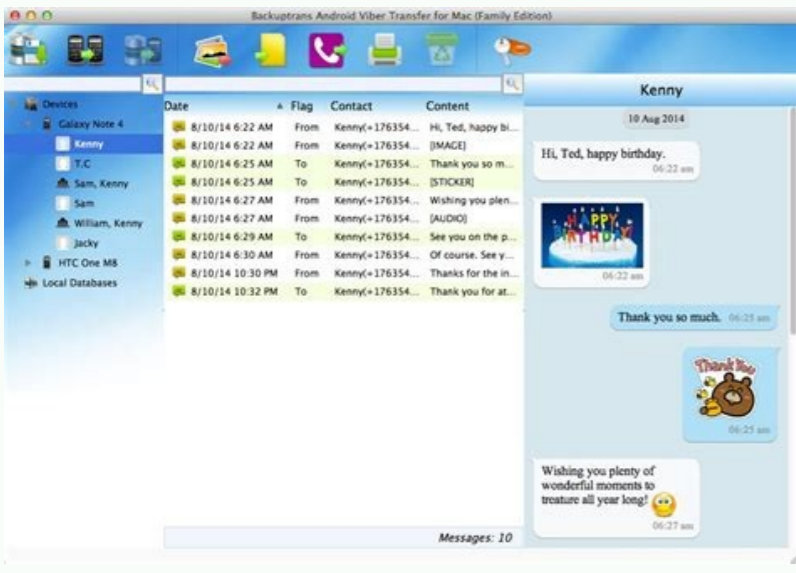 Backuptrans Android Viber Transfer for Mac (Family Edition)
Devices
Galaxy Note 4
Kenny
T.C
Sam, Kenny
Sam
William, Kenny
Jacky
HTC One M8
Local Databases
Date Flag Contact Content
8/10/14 6:22 AM From Kenny(+176354... Hi, Ted, happy bi...
8/10/14 6:22 AM From Kenny(+176354... [IMAGE]
8/10/14 6:25 AM To Kenny(+176354... Thank you so m...
8/10/14 6:25 AM To Kenny(+176354... [STICKER]
8/10/14 6:27 AM From Kenny(+176354... Wishing you plen...
8/10/14 6:27 AM From Kenny(+176354... [AUDIO]
8/10/14 6:29 AM To Kenny(+176354... See you on the p...
8/10/14 6:30 AM From Kenny(+176354... Of course. See y...
8/10/14 10:30 PM From Kenny(+176354... Thanks for the in...
8/10/14 10:32 PM To Kenny(+176354... Thank you for at...
Messages: 10
Kenny
10 Aug 2014
Hi, Ted, happy birthday.
06:22 am
HAPPY
BIRTHDAY
06:22 am
Thank you so much. 06:25 am
Thank You
06:25 am
Wishing you plenty of
wonderful moments to
treature all year long!
06:27 am